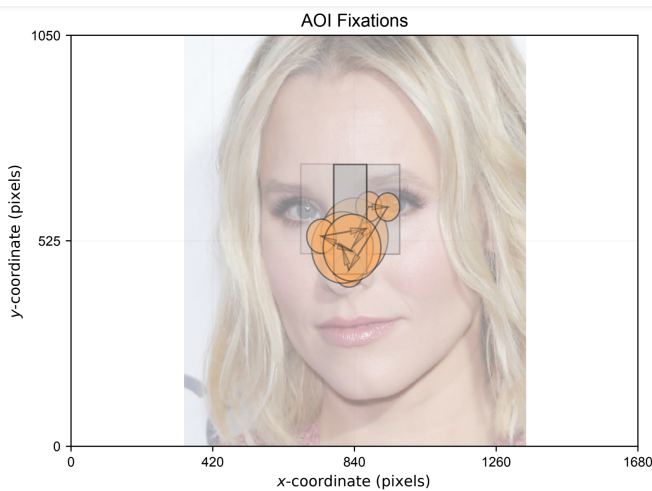 AOI Fixations
1050
525
0
y-coordinate (pixels)
0 420 840 1260 1680
x-coordinate (pixels)